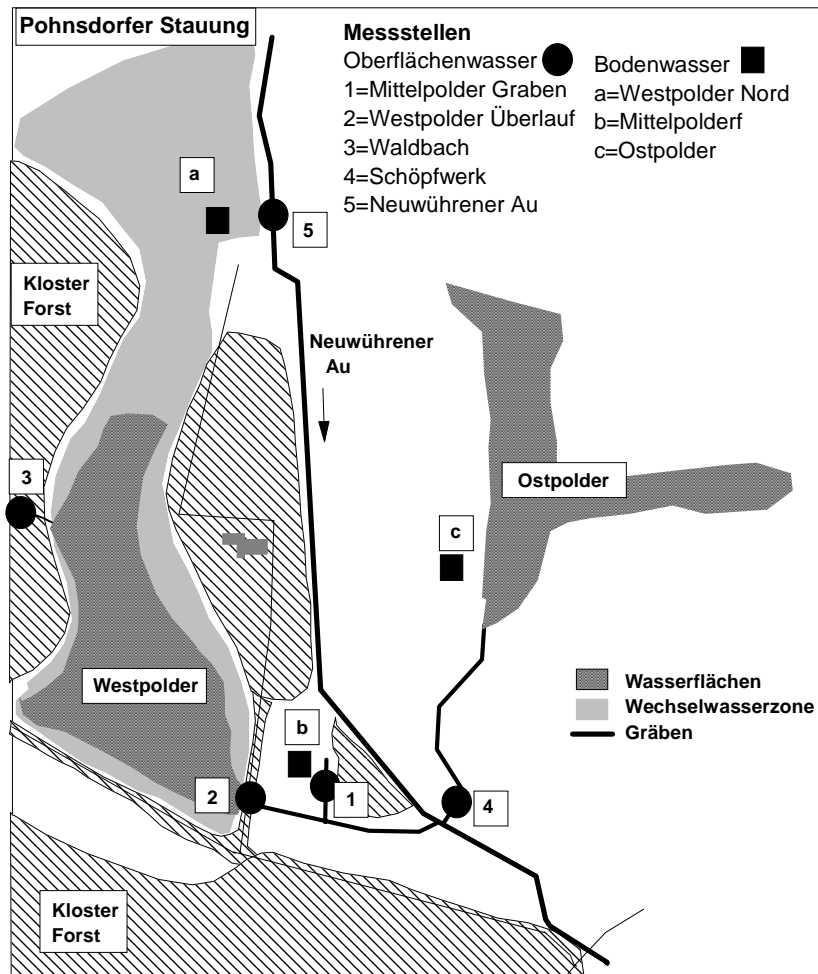 Pohnsdorfer Stauung
Messstellen
Oberflächenwasser
1=Mittelpolder Graben
2=Westpolder Überlauf
3=Waldbach
4=Schöpfwerk
5=Neuwührener Au
Bodenwasser
a=Westpolder Nord
b=Mittelpolderf
c=Ostpolder
a
5
Kloster
Forst
Neuwührener
Au
3
Ostpolder
c
Westpolder
Wasserflächen
Wechselwasserzone
Gräben
b
2
1
4
Kloster
Forst